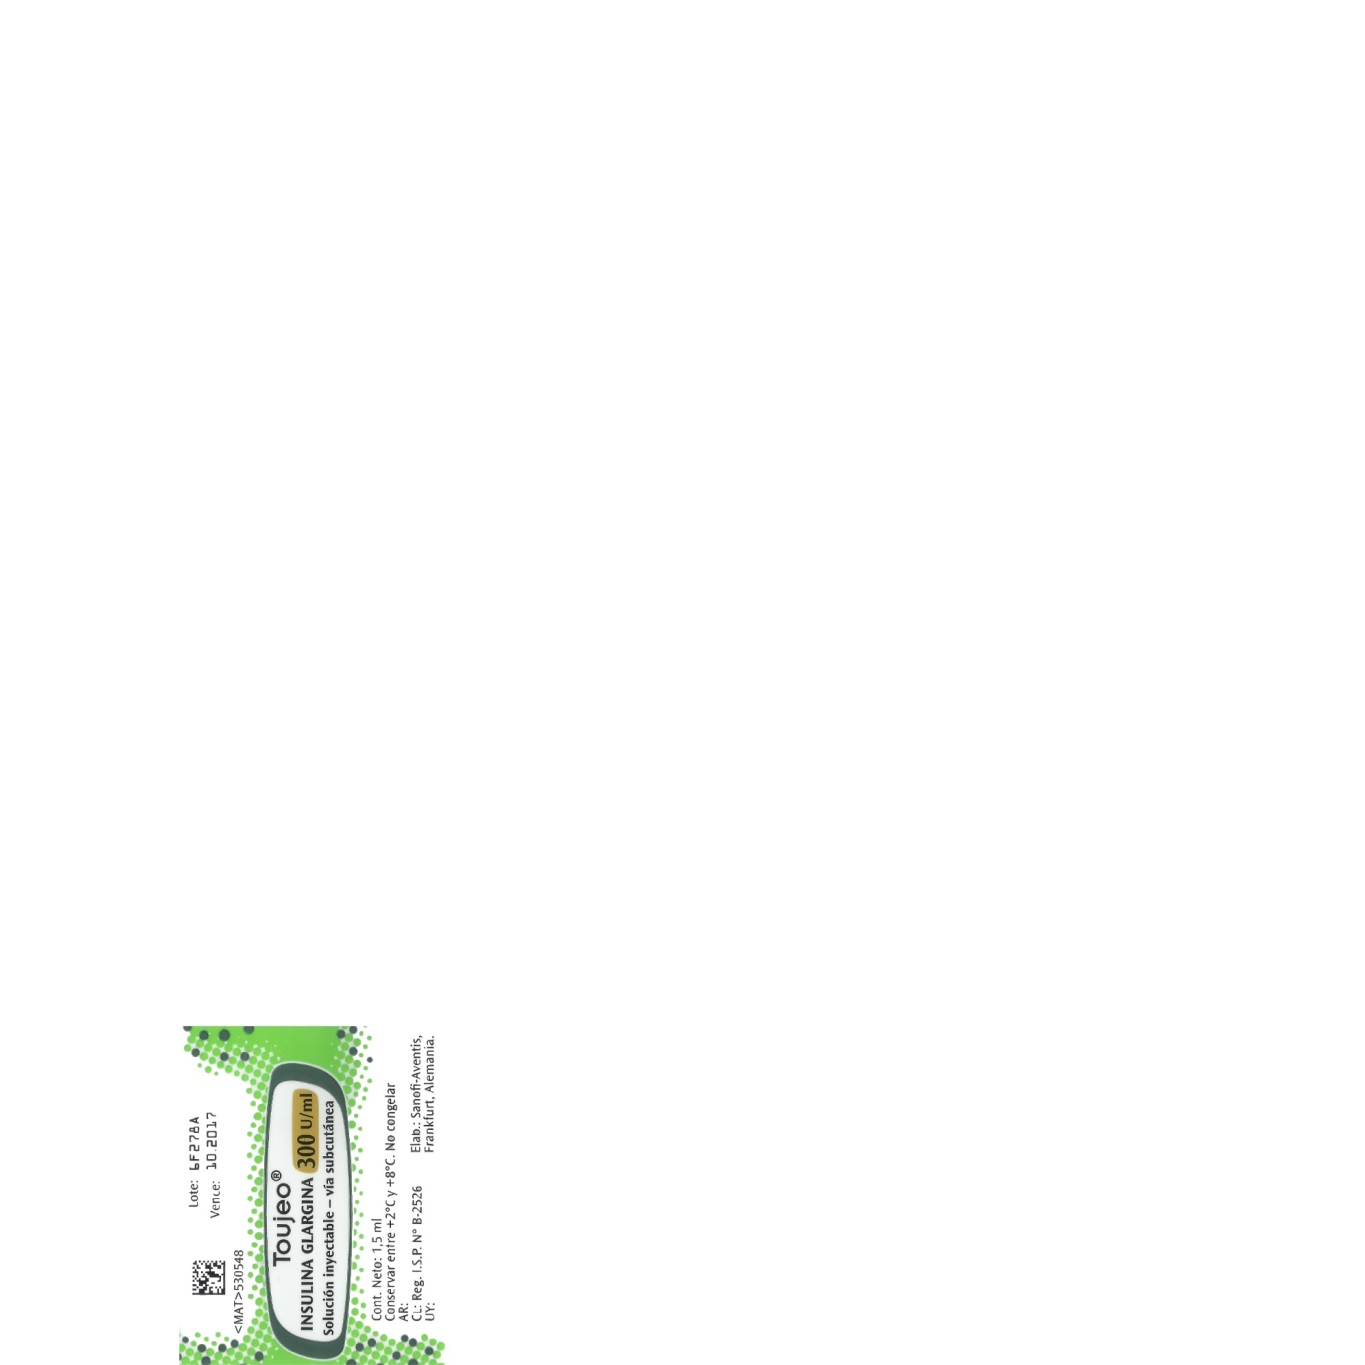 Lote: 6F278A
Vence: 10.2017
<MAT>530548
Toujeo®
INSULINA GLARGINA 300 U/ml
Solución inyectable – vía subcutánea
Cont. Neto: 1,5 ml
Conservar entre +2°C y +8°C. No congelar
AR:
CL: Reg. I.S.P. N° B-2526 Elab.: Sanofi-Aventis,
UY: Frankfurt, Alemania.